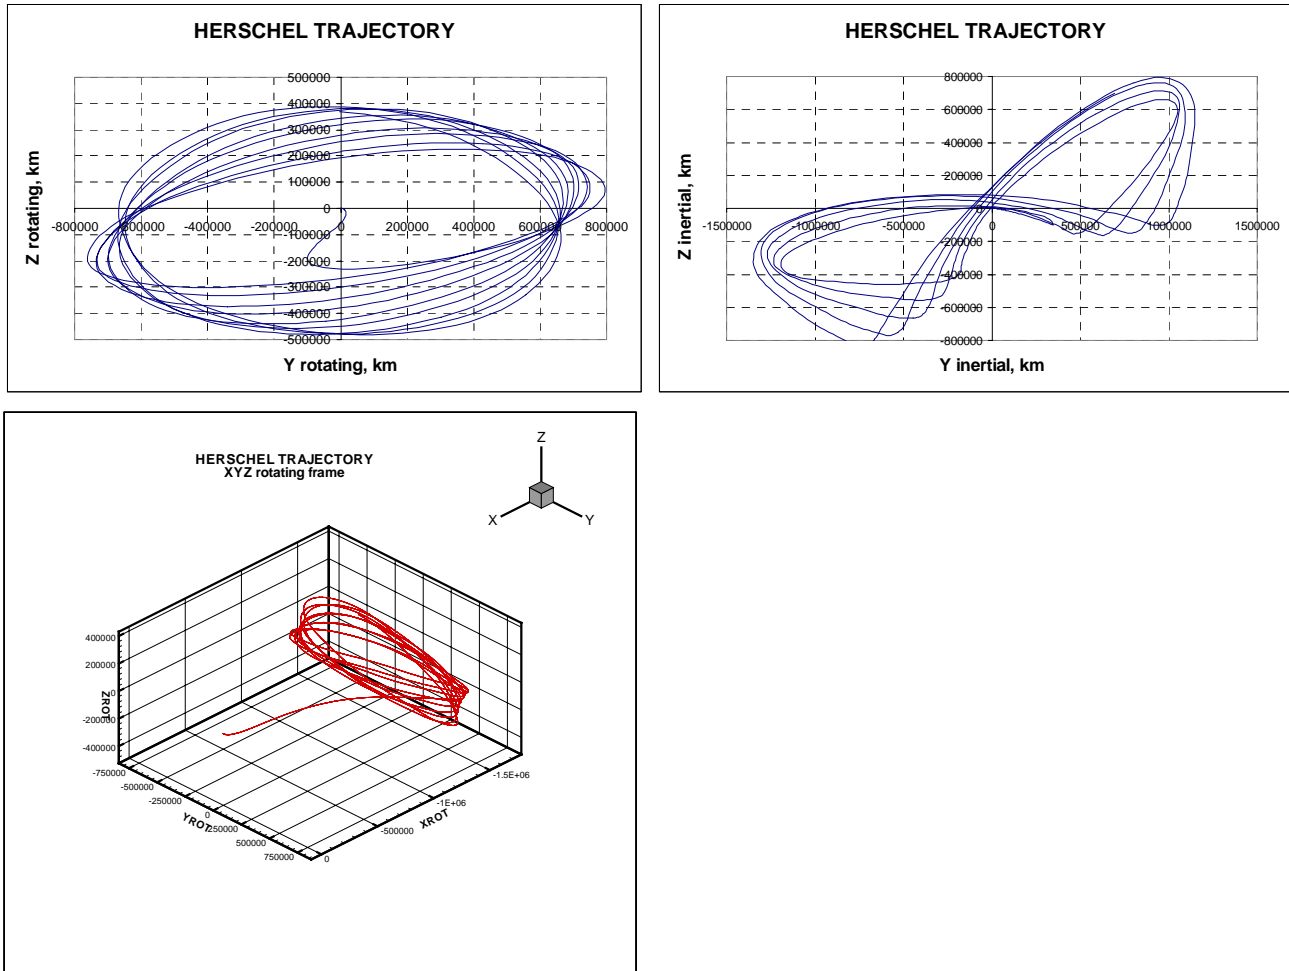 HERSCHEL TRAJECTORY
500000
400000
300000
200000
100000
0
-800000 -600000 -400000 -200000 0 200000 400000 600000 800000
-100000
-200000
-300000
-400000
-500000
Z rotating, km
Y rotating, km
HERSCHEL TRAJECTORY
800000
600000
400000
200000
0
-1500000 -1000000 -500000 0 500000 1000000 1500000
-200000
-400000
-600000
-800000
Z inertial, km
Y inertial, km
HERSCHEL TRAJECTORY
XYZ rotating frame
Z
X
Y
400000
200000
0
-200000
-400000
ZROT
-750000
-500000
-250000
0
250000
500000
750000
YROT
0
-500000
-1E+06
-1.5E+06
XROT